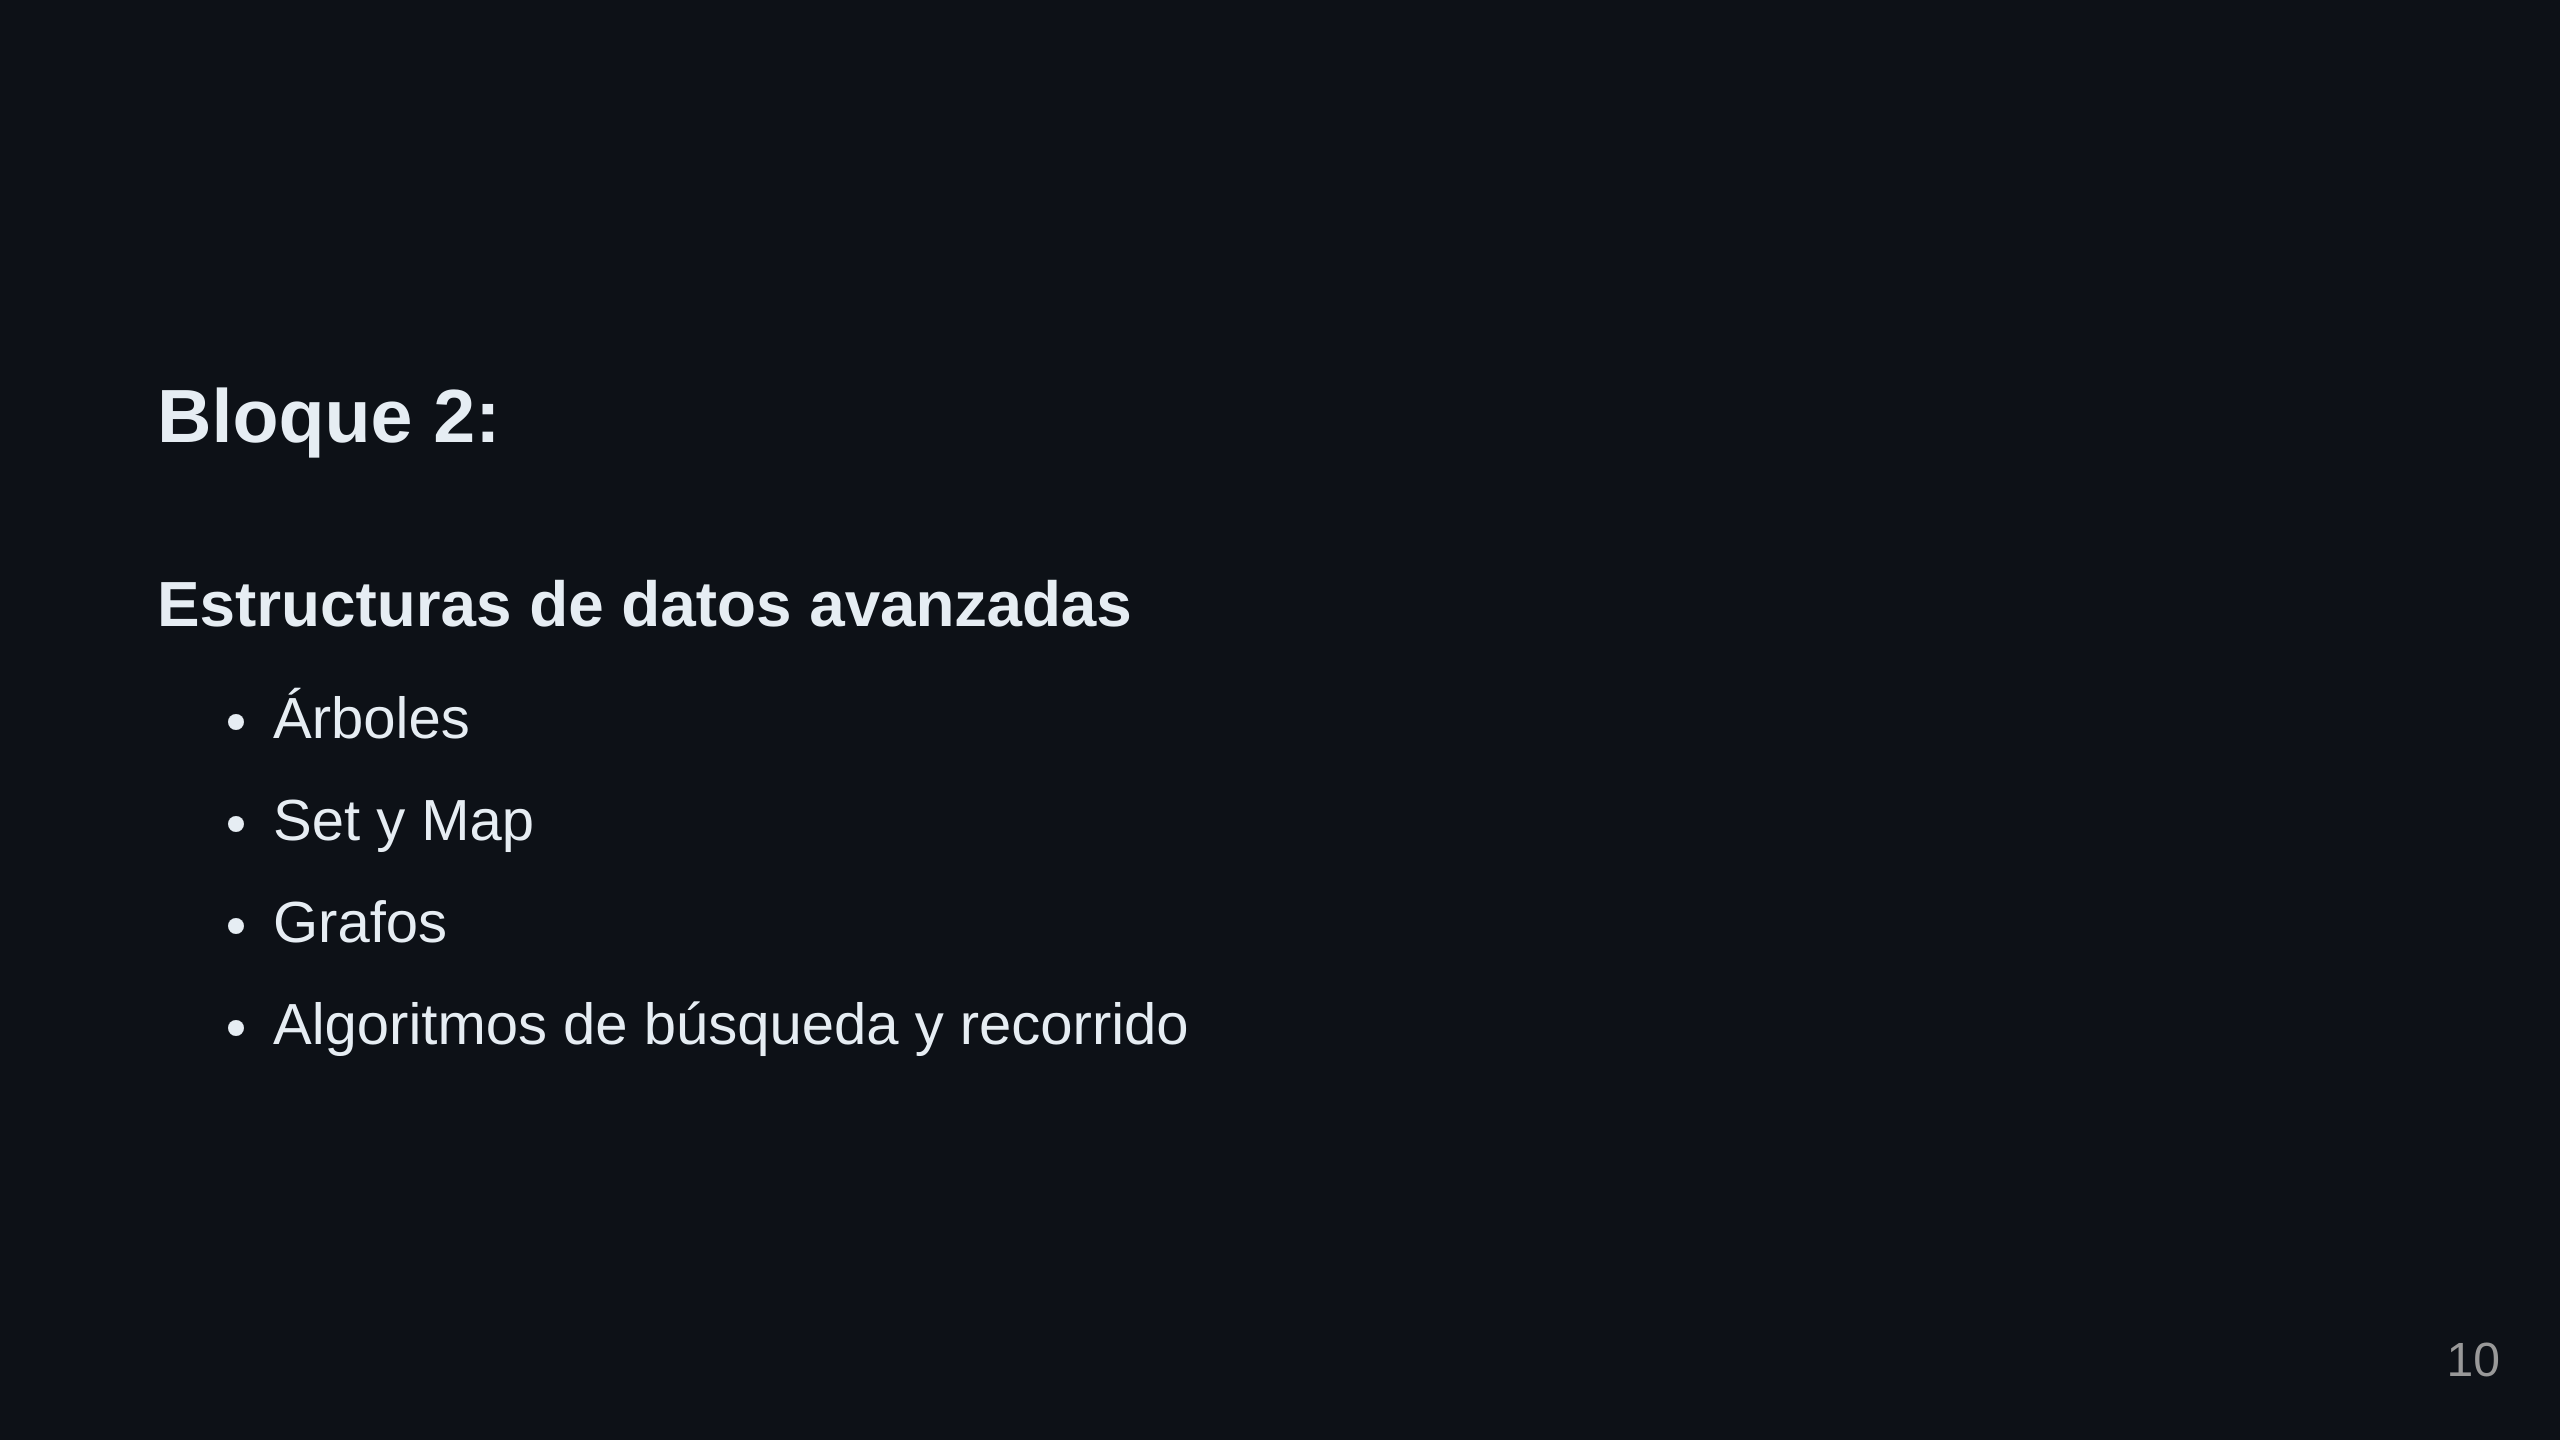 Bloque 2:
Estructuras de datos avanzadas
• Árboles
• Set y Map
• Grafos
• Algoritmos de búsqueda y recorrido
10